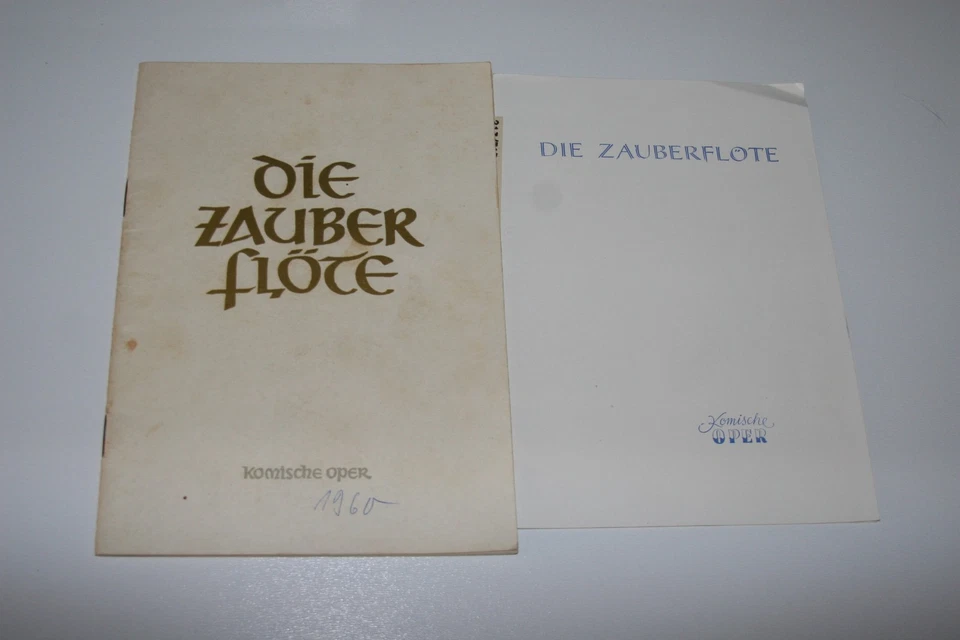 DIE
ZAUBER
FLÖTE
KOMISCHE OPER
1960
DIE ZAUBERFLÖTE
Komische
OPER